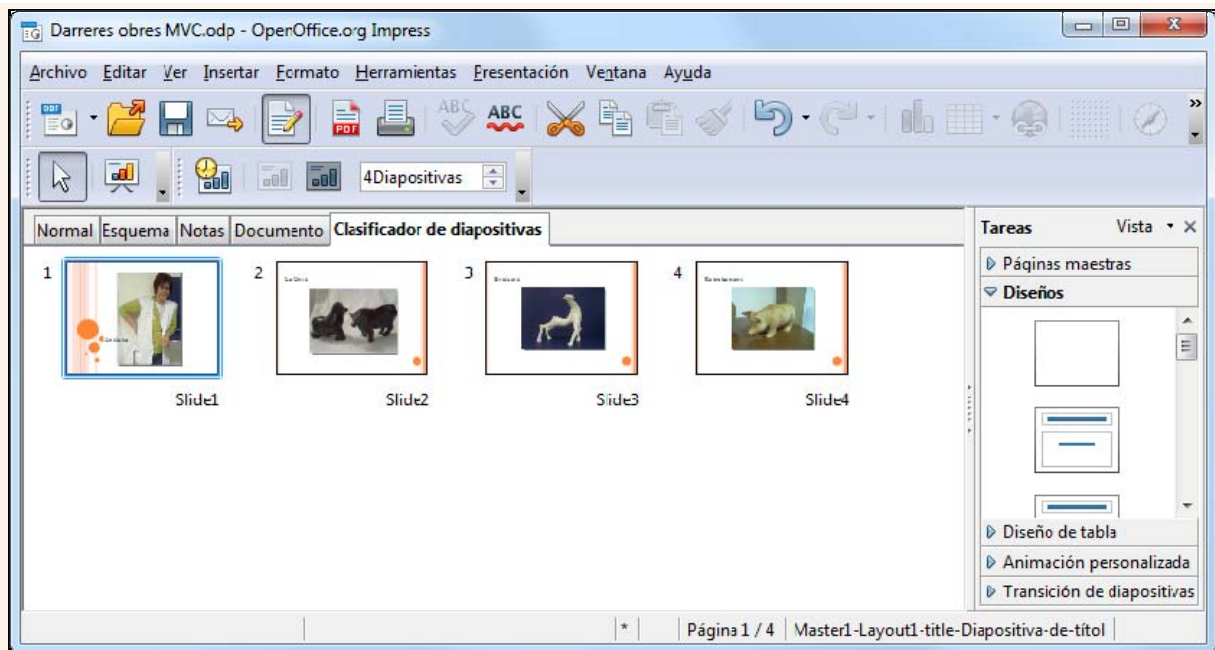 Darreres obres MVC.odp - OpenOffice.org Impress
Archivo Editar Ver Insertar Formato Herramientas Presentación Ventana Ayuda
PDF ABC ABC »
4Diapositivas
Normal Esquema Notas Documento Clasificador de diapositivas
Tareas Vista
Páginas maestras
Diseños
1 2 3 4
Slide1 Slide2 Slide3 Slide4
Diseño de tabla
Animación personalizada
Transición de diapositivas
* Página 1 / 4 Master1-Layout1-title-Diapositiva-de-títol